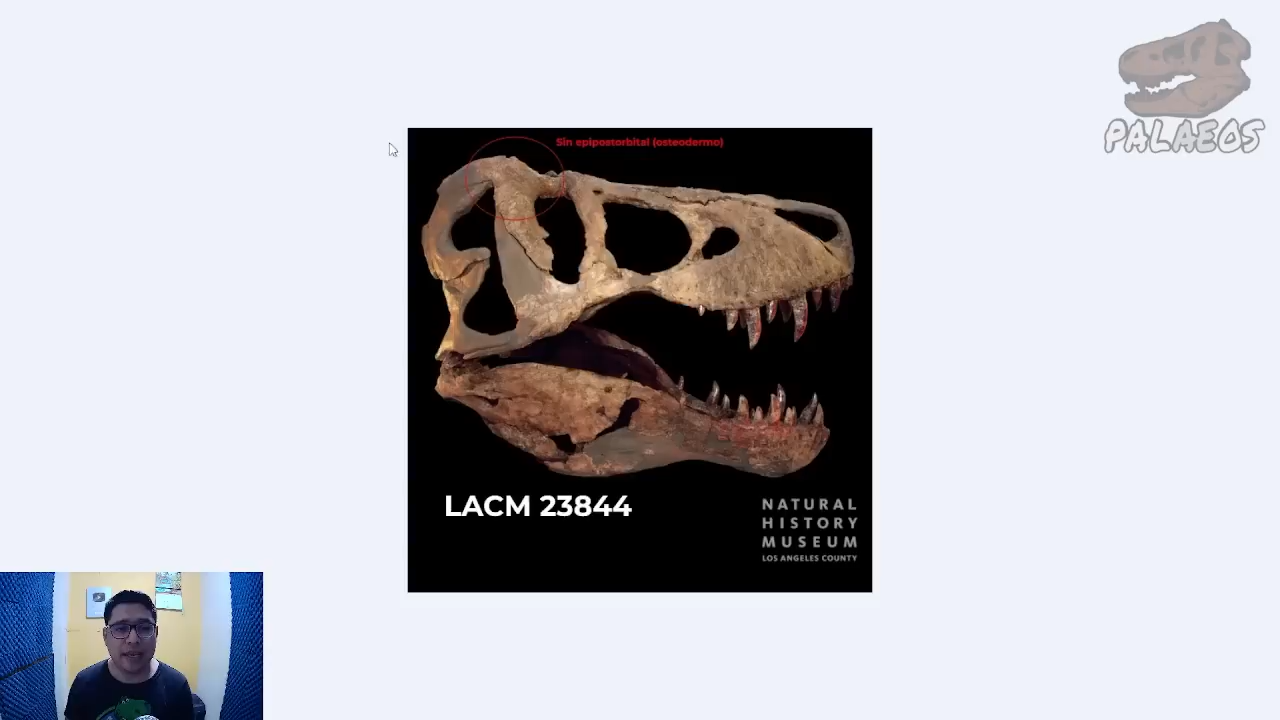 PALAEOS
Sin epipostorbital (osteodermo)
LACM 23844
NATURAL
HISTORY
MUSEUM
LOS ANGELES COUNTY